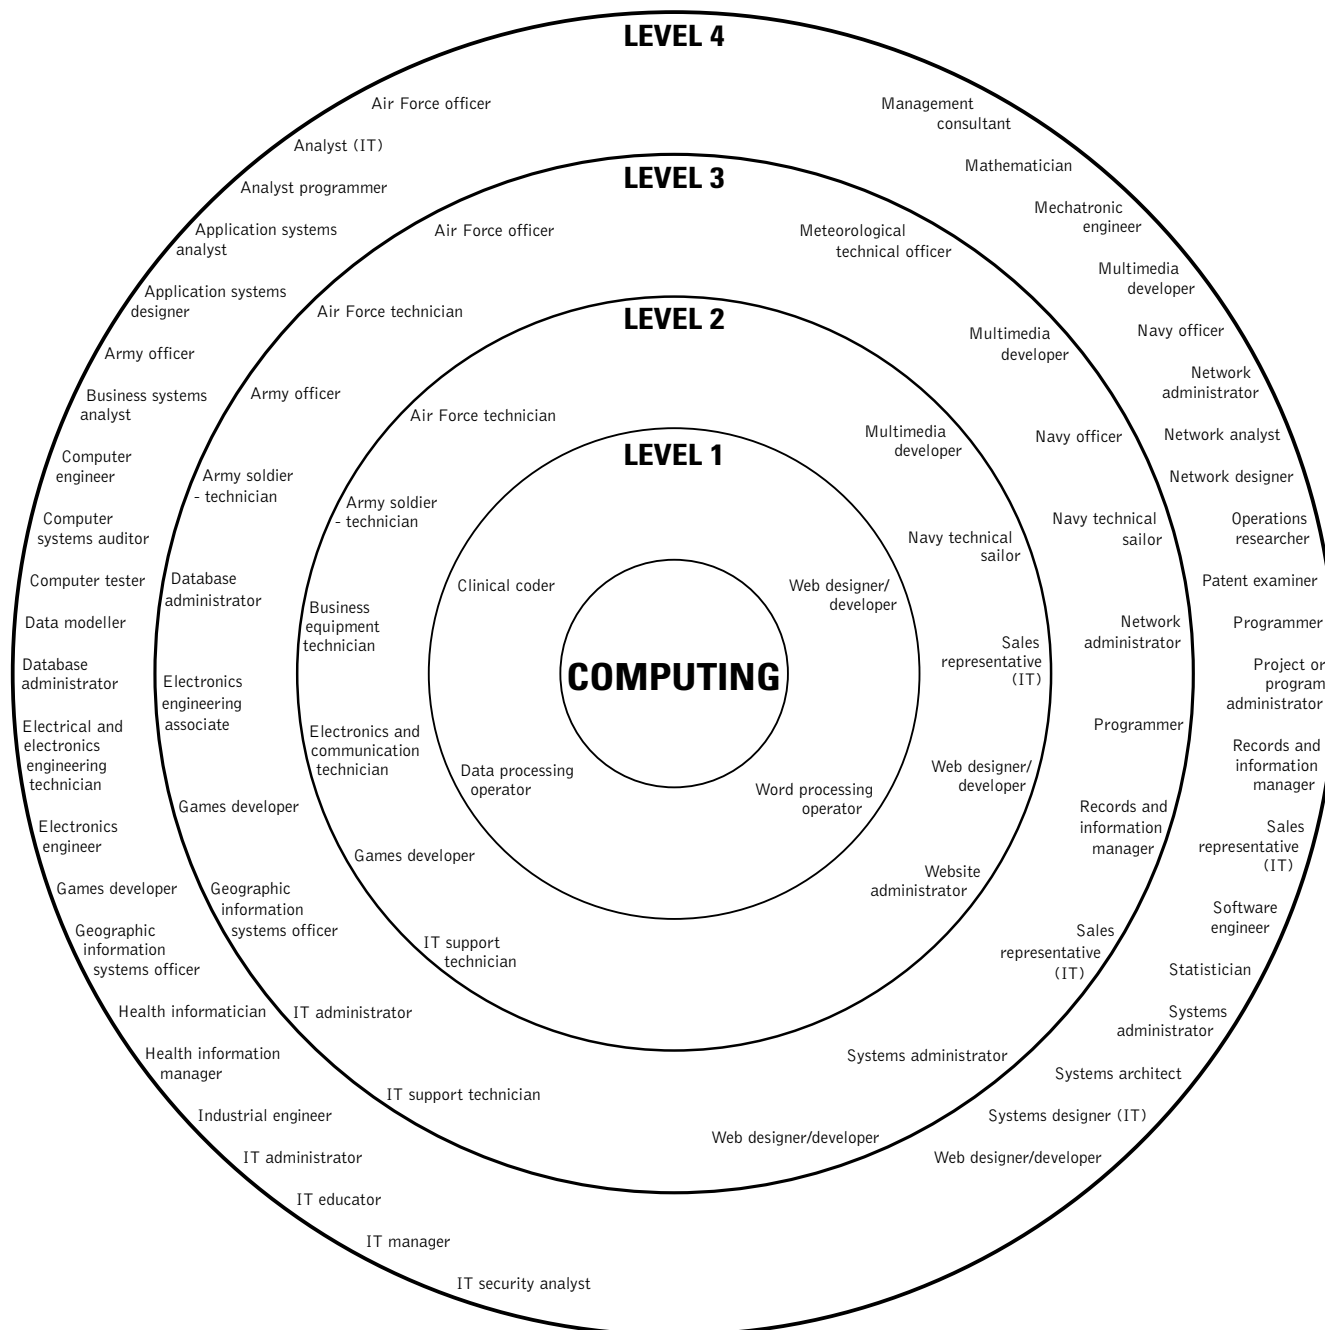 LEVEL 4
Air Force officer
Analyst (IT)
Analyst programmer
Application systems
analyst
Application systems
designer
Army officer
Business systems
analyst
Computer
engineer
Computer
systems auditor
Computer tester
Data modeller
Database
administrator
Electrical and
electronics
engineering
technician
Electronics
engineer
Games developer
Geographic
information
systems officer
Health informatician
Health information
manager
Industrial engineer
IT administrator
IT educator
IT manager
IT security analyst
Management
consultant
Mathematician
Mechatronic
engineer
Multimedia
developer
Navy officer
Network
administrator
Network analyst
Network designer
Operations
researcher
Patent examiner
Programmer
Project or
program
administrator
Records and
information
manager
Sales
representative
(IT)
Software
engineer
Statistician
Systems
administrator
Systems architect
Systems designer (IT)
Web designer/developer
LEVEL 3
Air Force officer
Air Force technician
Army officer
Army soldier
- technician
Database
administrator
Electronics
engineering
associate
Games developer
Geographic
information
systems officer
IT administrator
IT support technician
Meteorological
technical officer
Multimedia
developer
Navy officer
Navy technical
sailor
Network
administrator
Programmer
Records and
information
manager
Sales
representative
(IT)
Systems administrator
Web designer/developer
LEVEL 2
Air Force technician
Army soldier
- technician
Business
equipment
technician
Electronics and
communication
technician
Games developer
IT support
technician
Multimedia
developer
Navy technical
sailor
Sales
representative
(IT)
Web designer/
developer
Website
administrator
LEVEL 1
Clinical coder
Data processing
operator
Web designer/
developer
Word processing
operator
COMPUTING